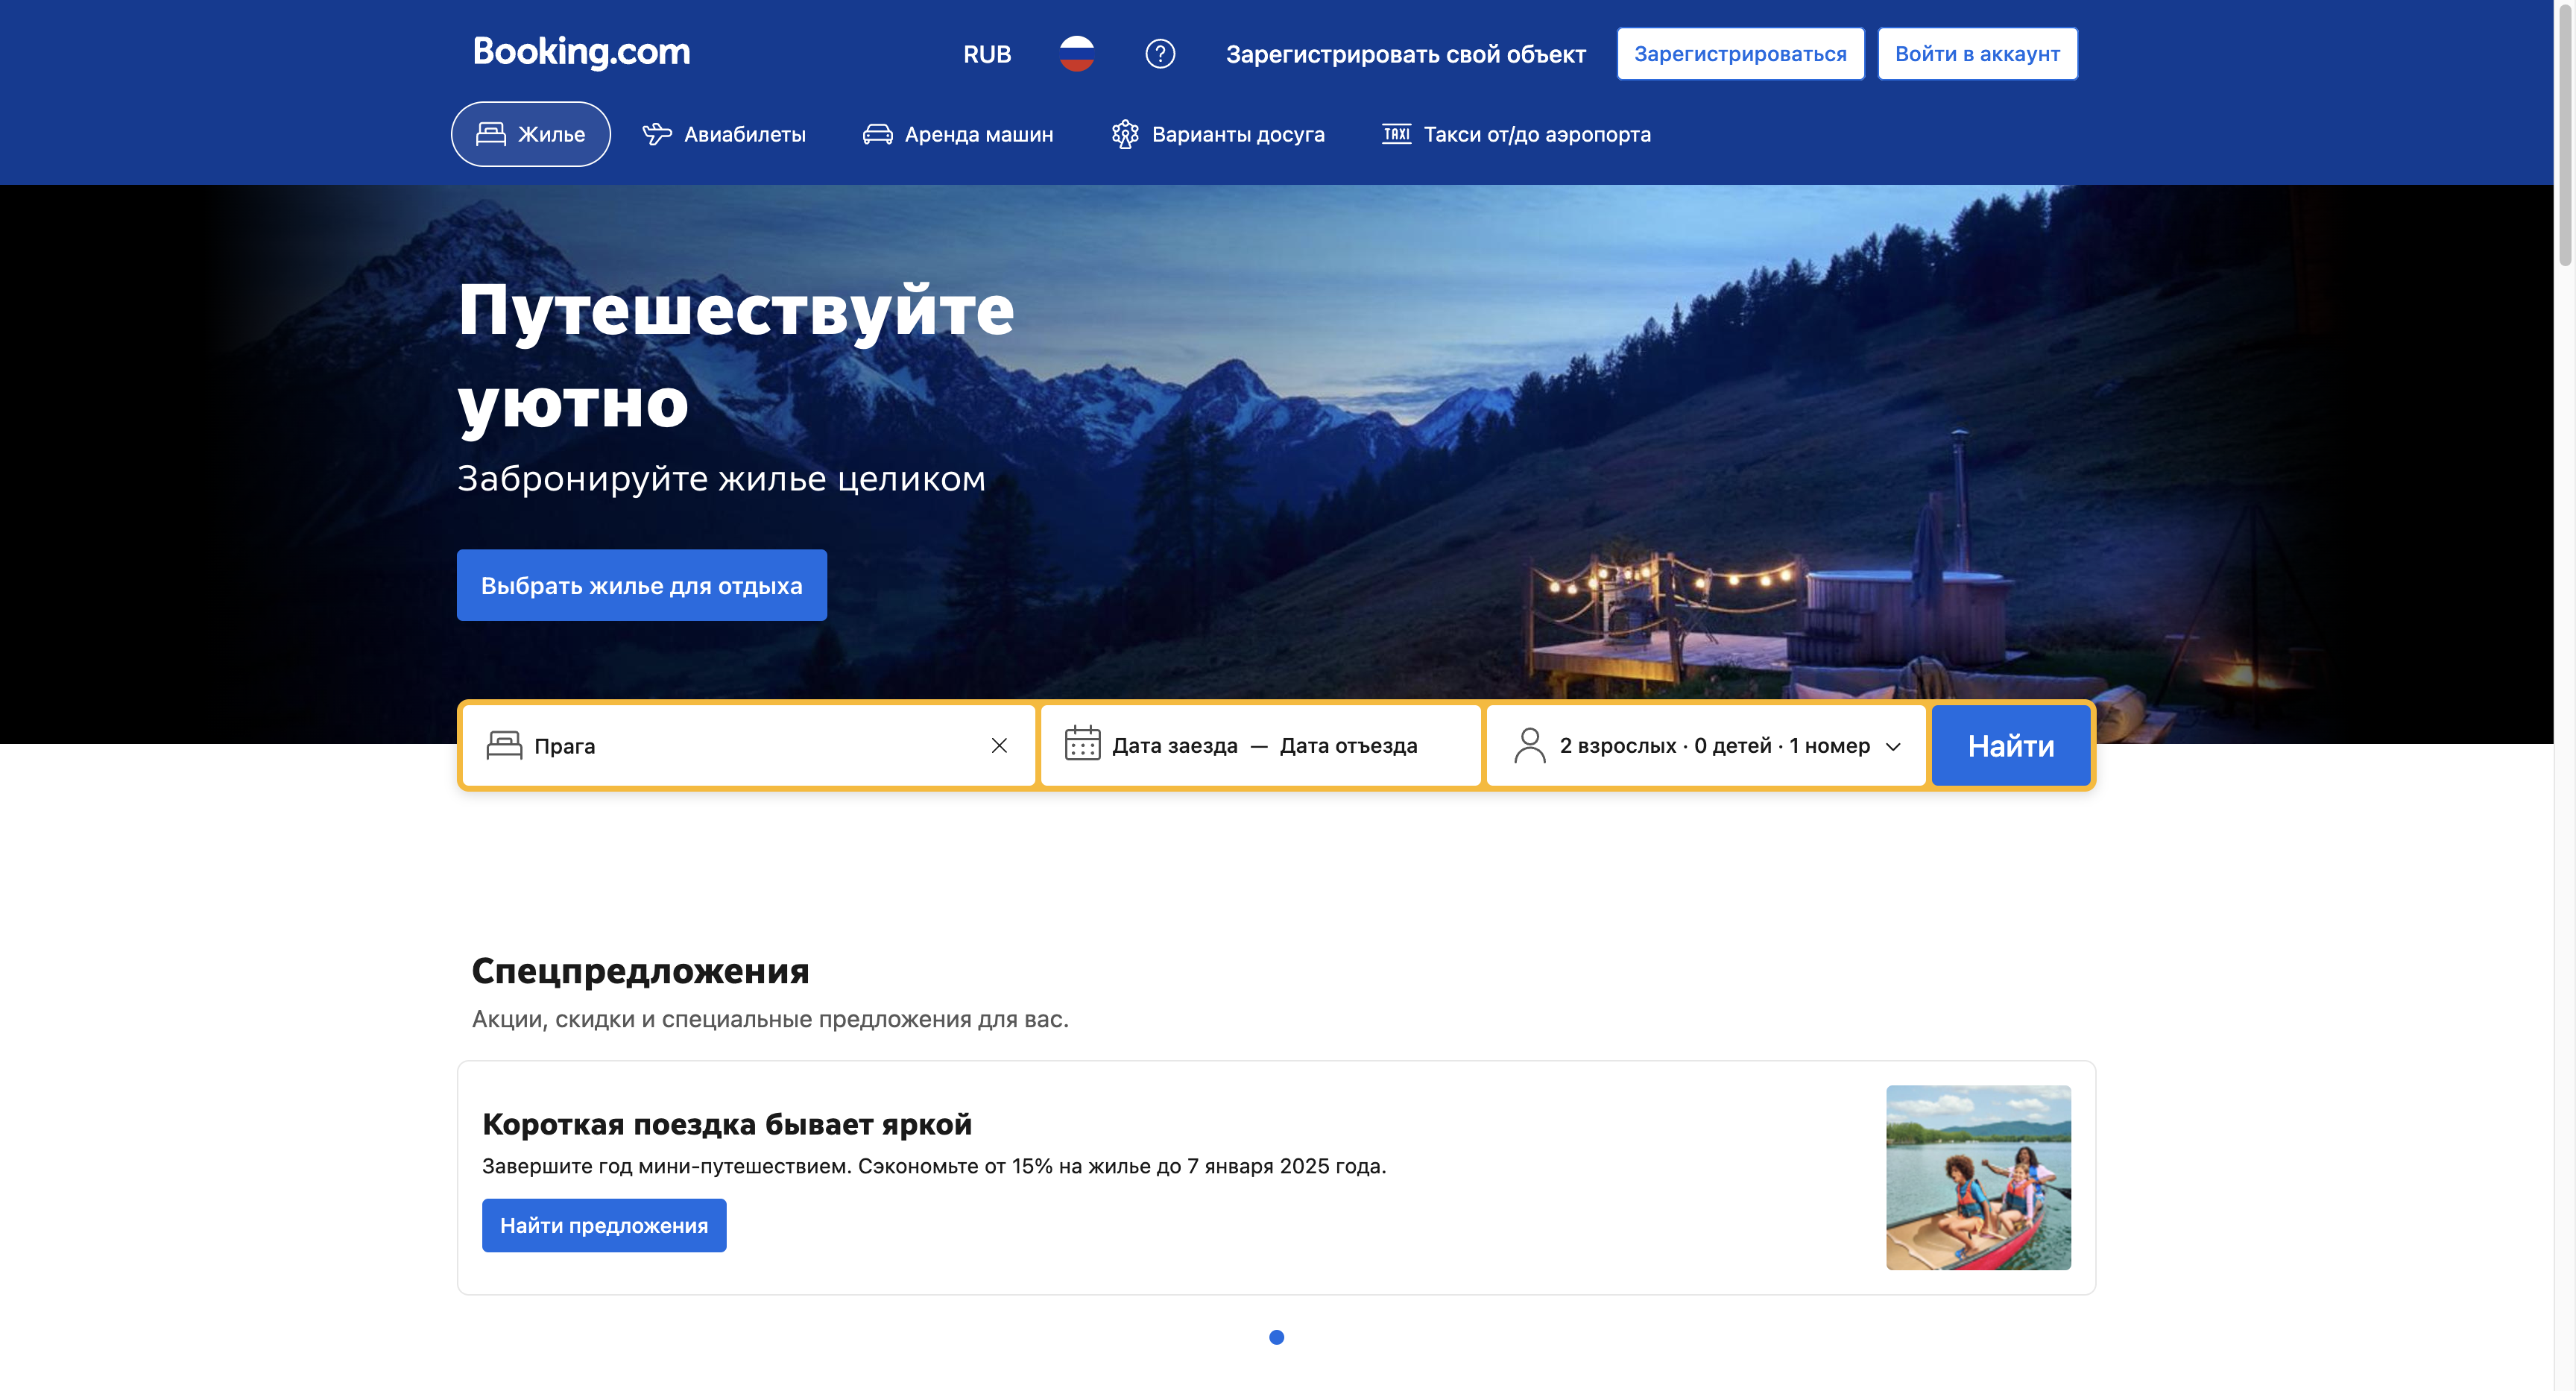 Booking.com
RUB
Зарегистрировать свой объект
Зарегистрироваться
Войти в аккаунт
Жилье
Авиабилеты
Аренда машин
Варианты досуга
TAXI
Такси от/до аэропорта
Путешествуйте
уютно
Забронируйте жилье целиком
Выбрать жилье для отдыха
Прага
Дата заезда — Дата отъезда
2 взрослых · 0 детей · 1 номер
Найти
Спецпредложения
Акции, скидки и специальные предложения для вас.
Короткая поездка бывает яркой
Завершите год мини-путешествием. Сэкономьте от 15% на жилье до 7 января 2025 года.
Найти предложения